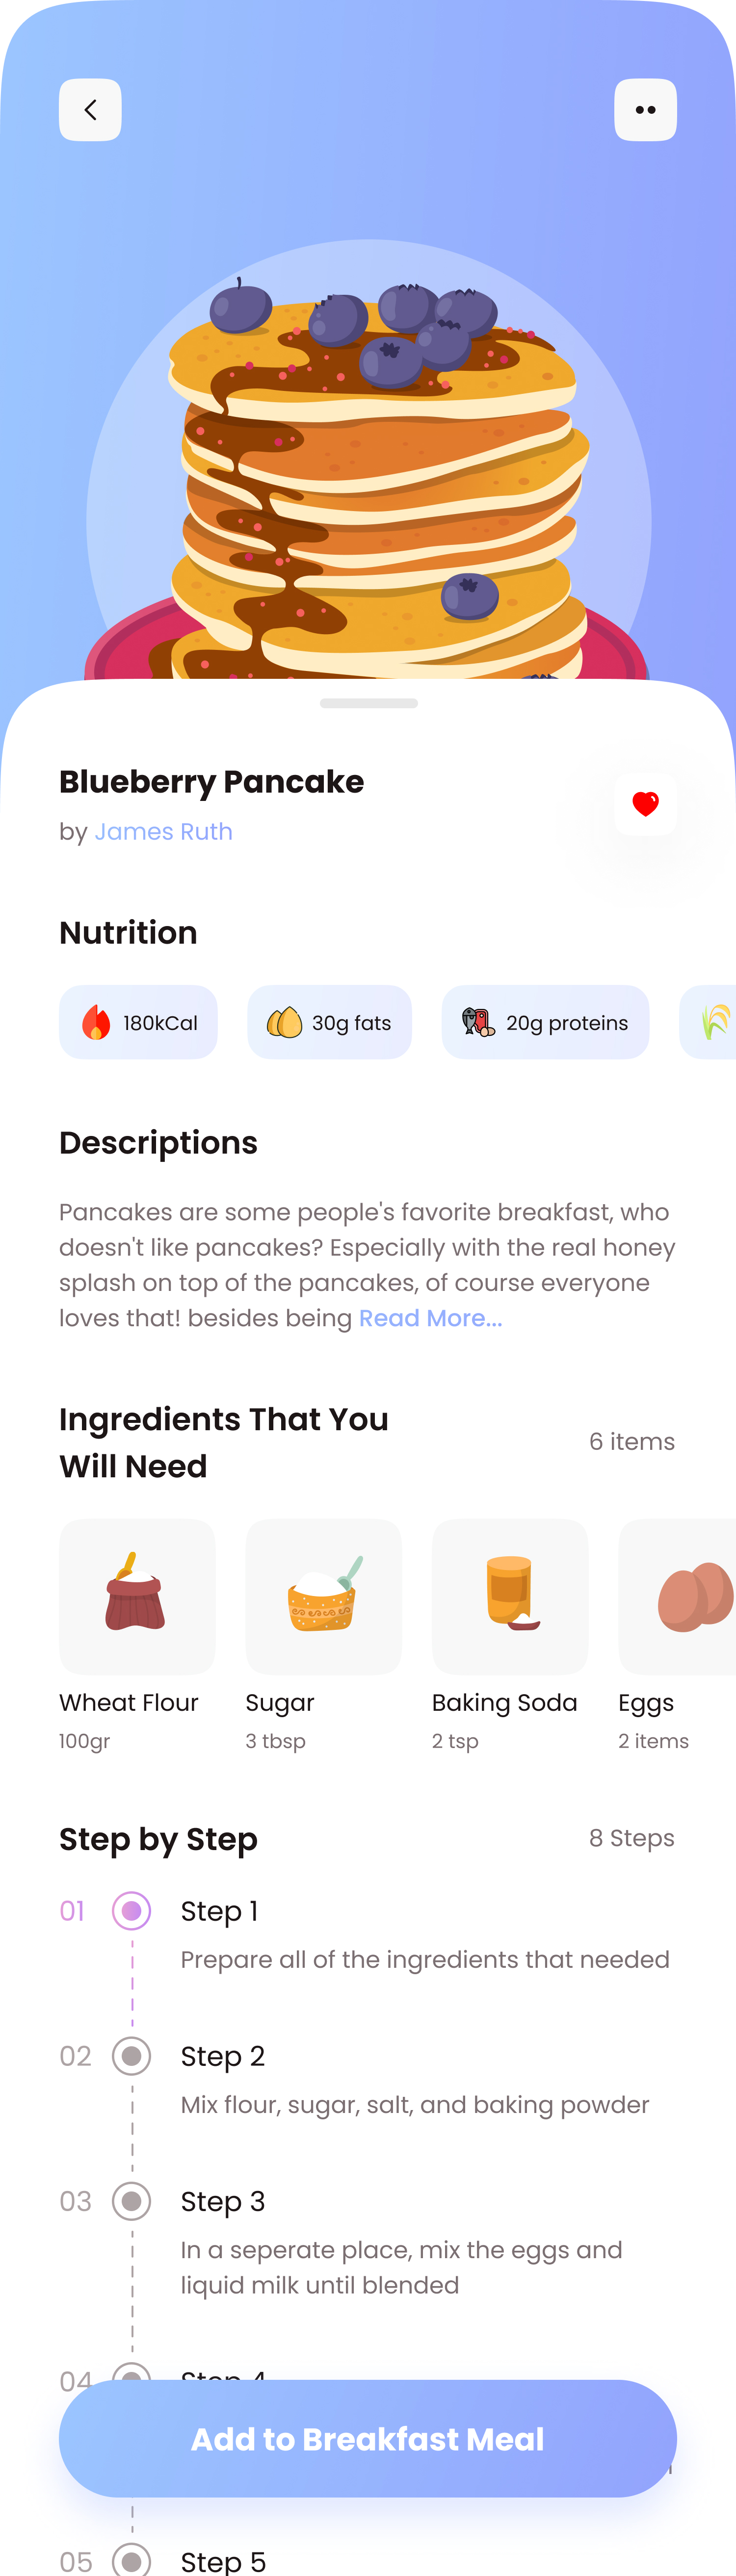 Blueberry Pancake
by James Ruth
Nutrition
180kCal
30g fats
20g proteins
Descriptions
Pancakes are some people's favorite breakfast, who
doesn't like pancakes? Especially with the real honey
splash on top of the pancakes, of course everyone
loves that! besides being Read More...
Ingredients That You
Will Need
6 items
Wheat Flour
100gr
Sugar
3 tbsp
Baking Soda
2 tsp
Eggs
2 items
Step by Step
8 Steps
01
Step 1
Prepare all of the ingredients that needed
02
Step 2
Mix flour, sugar, salt, and baking powder
03
Step 3
In a seperate place, mix the eggs and
liquid milk until blended
04
Step 4
Add to Breakfast Meal
05
Step 5